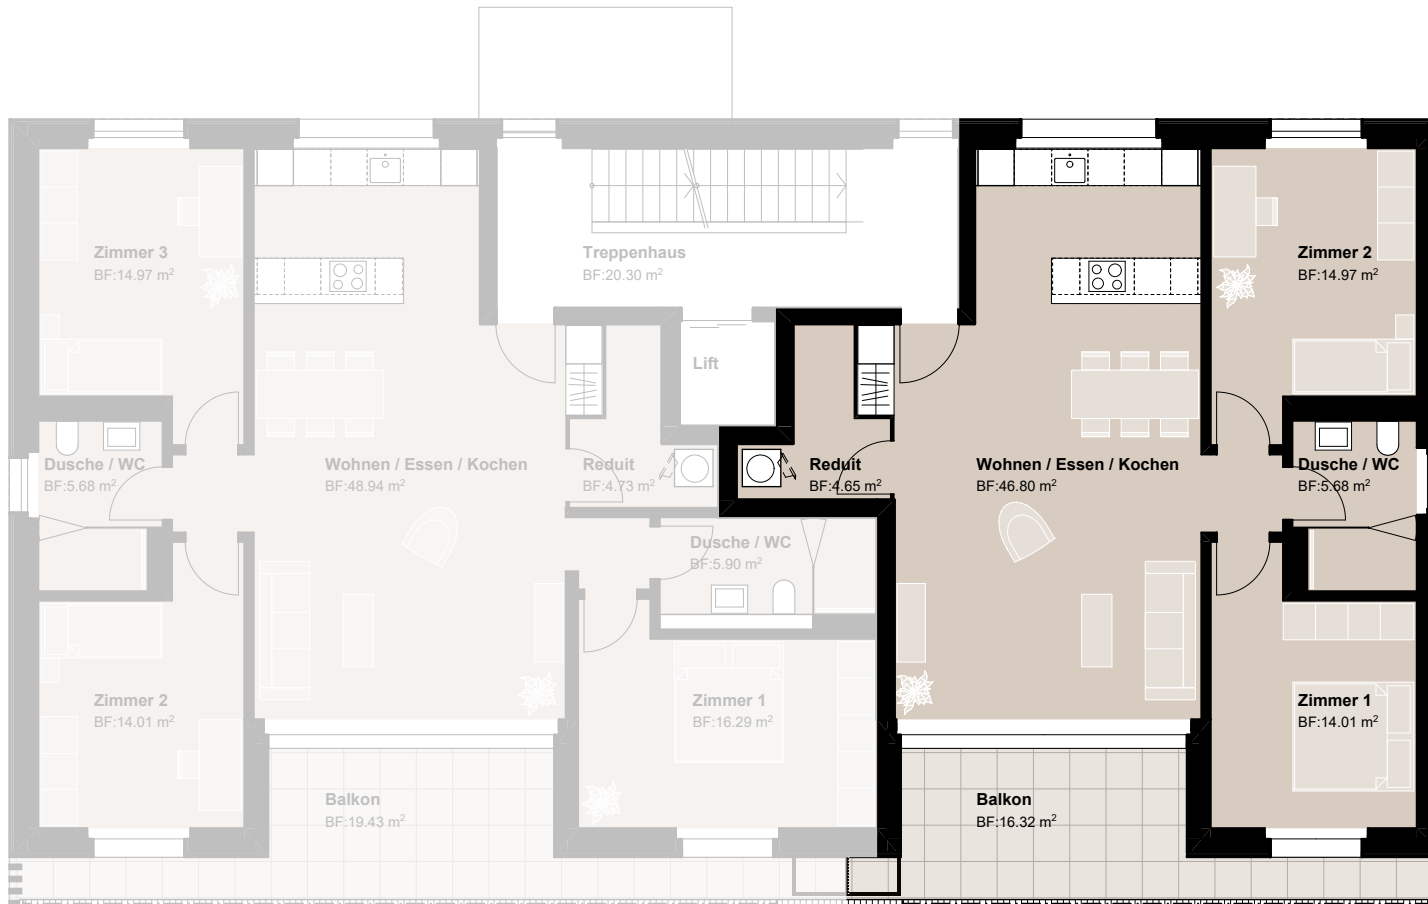 Zimmer 3
BF:14.97 m²
Treppenhaus
BF:20.30 m²
Zimmer 2
BF:14.97 m²
Lift
Dusche / WC
BF:5.68 m²
Wohnen / Essen / Kochen
BF:48.94 m²
Reduit
BF:4.73 m²
Reduit
BF:4.65 m²
Wohnen / Essen / Kochen
BF:46.80 m²
Dusche / WC
BF:5.68 m²
Dusche / WC
BF:5.90 m²
Zimmer 2
BF:14.01 m²
Zimmer 1
BF:16.29 m²
Zimmer 1
BF:14.01 m²
Balkon
BF:19.43 m²
Balkon
BF:16.32 m²